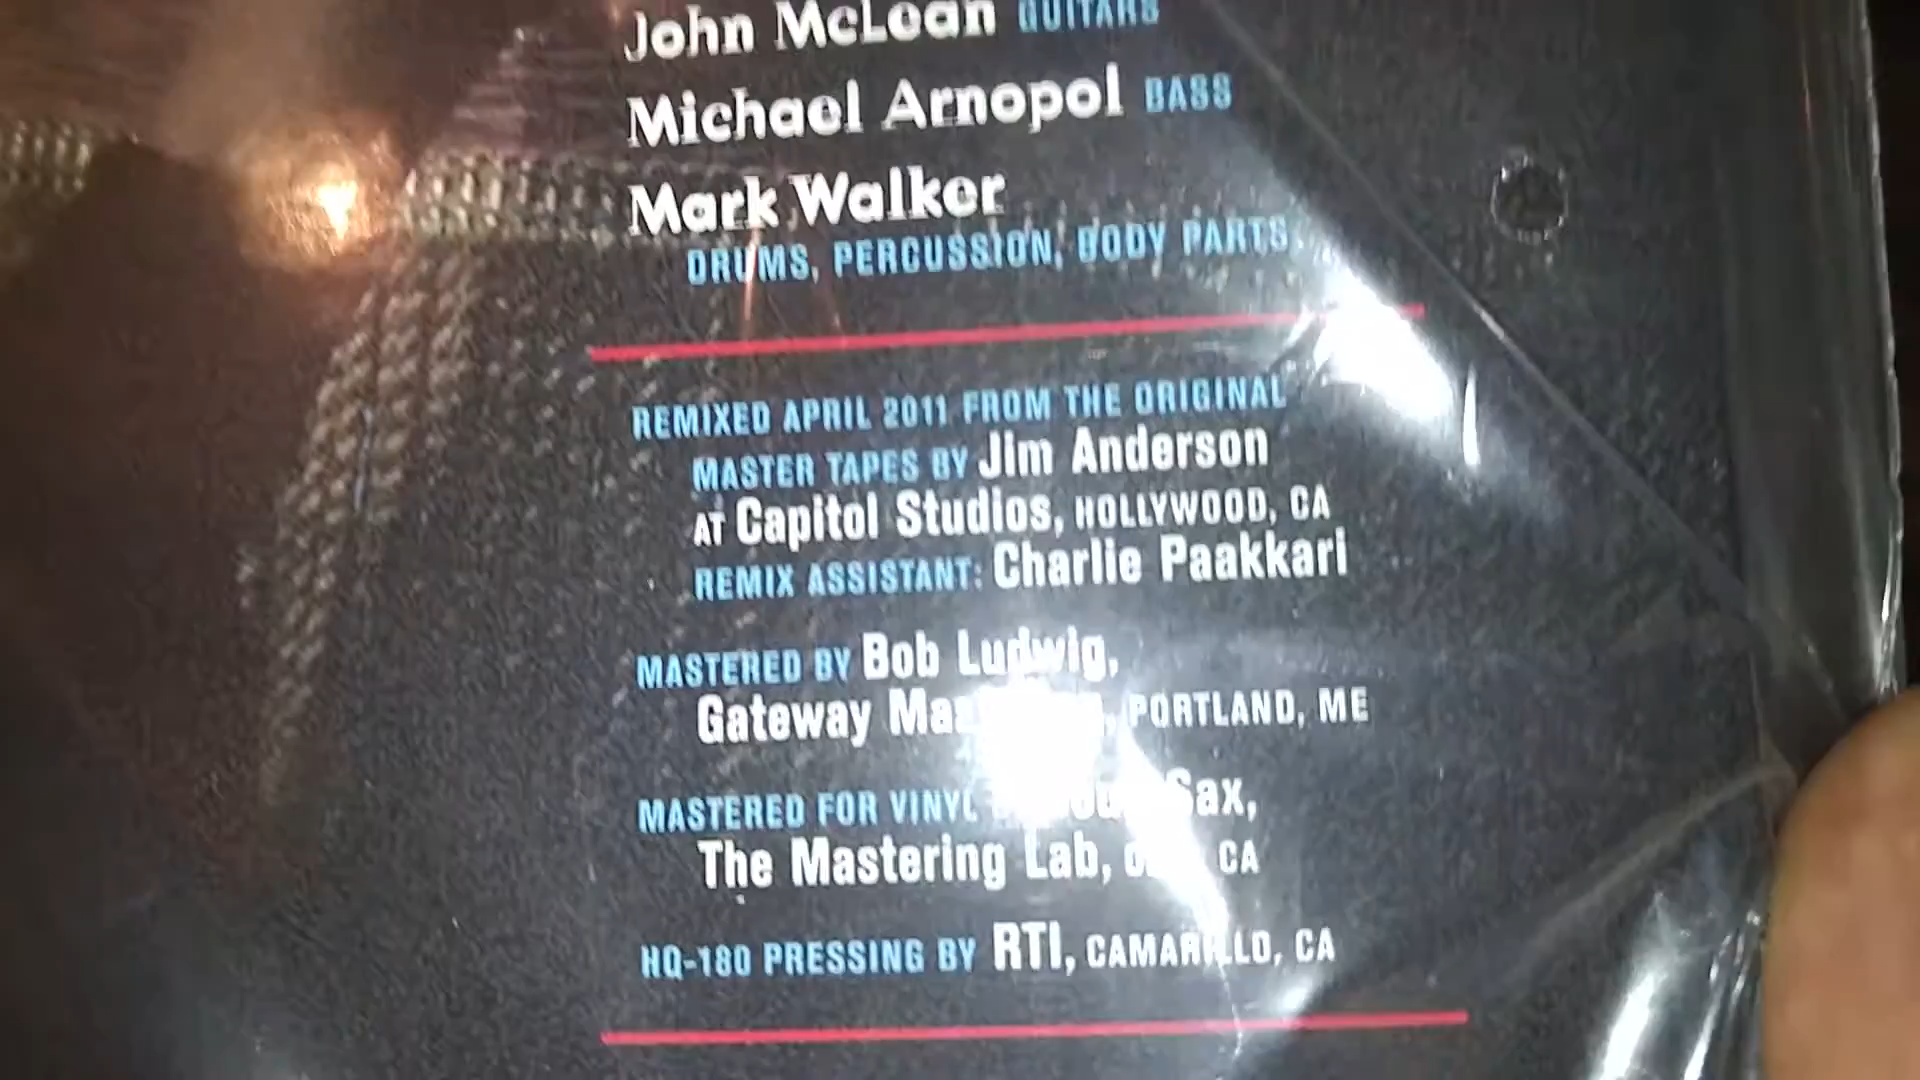 John McLean GUITARS
Michael Arnopol BASS
Mark Walker
DRUMS, PERCUSSION, BODY PARTS
REMIXED APRIL 2011 FROM THE ORIGINAL
MASTER TAPES BY Jim Anderson
AT Capitol Studios, HOLLYWOOD, CA
REMIX ASSISTANT: Charlie Paakkari
MASTERED BY Bob Ludwig,
Gateway PORTLAND, ME
MASTERED FOR VINYL Sax,
The Mastering Lab, CA
HQ-180 PRESSING BY RTI, CAMARILLO, CA